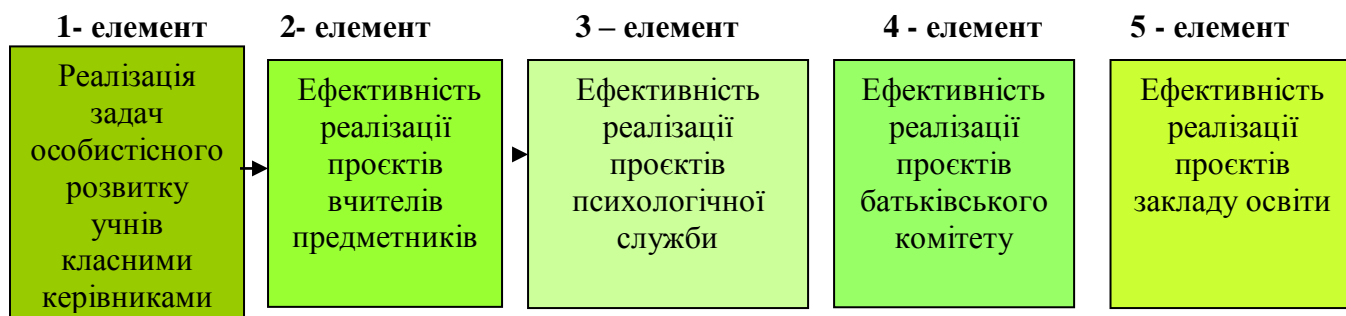 1- елемент
2- елемент
3 – елемент
4 - елемент
5 - елемент
Реалізація
задач
особистісного
розвитку
учнів
класними
керівниками
Ефективність
реалізації
проєктів
вчителів
предметників
Ефективність
реалізації
проєктів
психологічної
служби
Ефективність
реалізації
проєктів
батьківського
комітету
Ефективність
реалізації
проєктів
закладу освіти